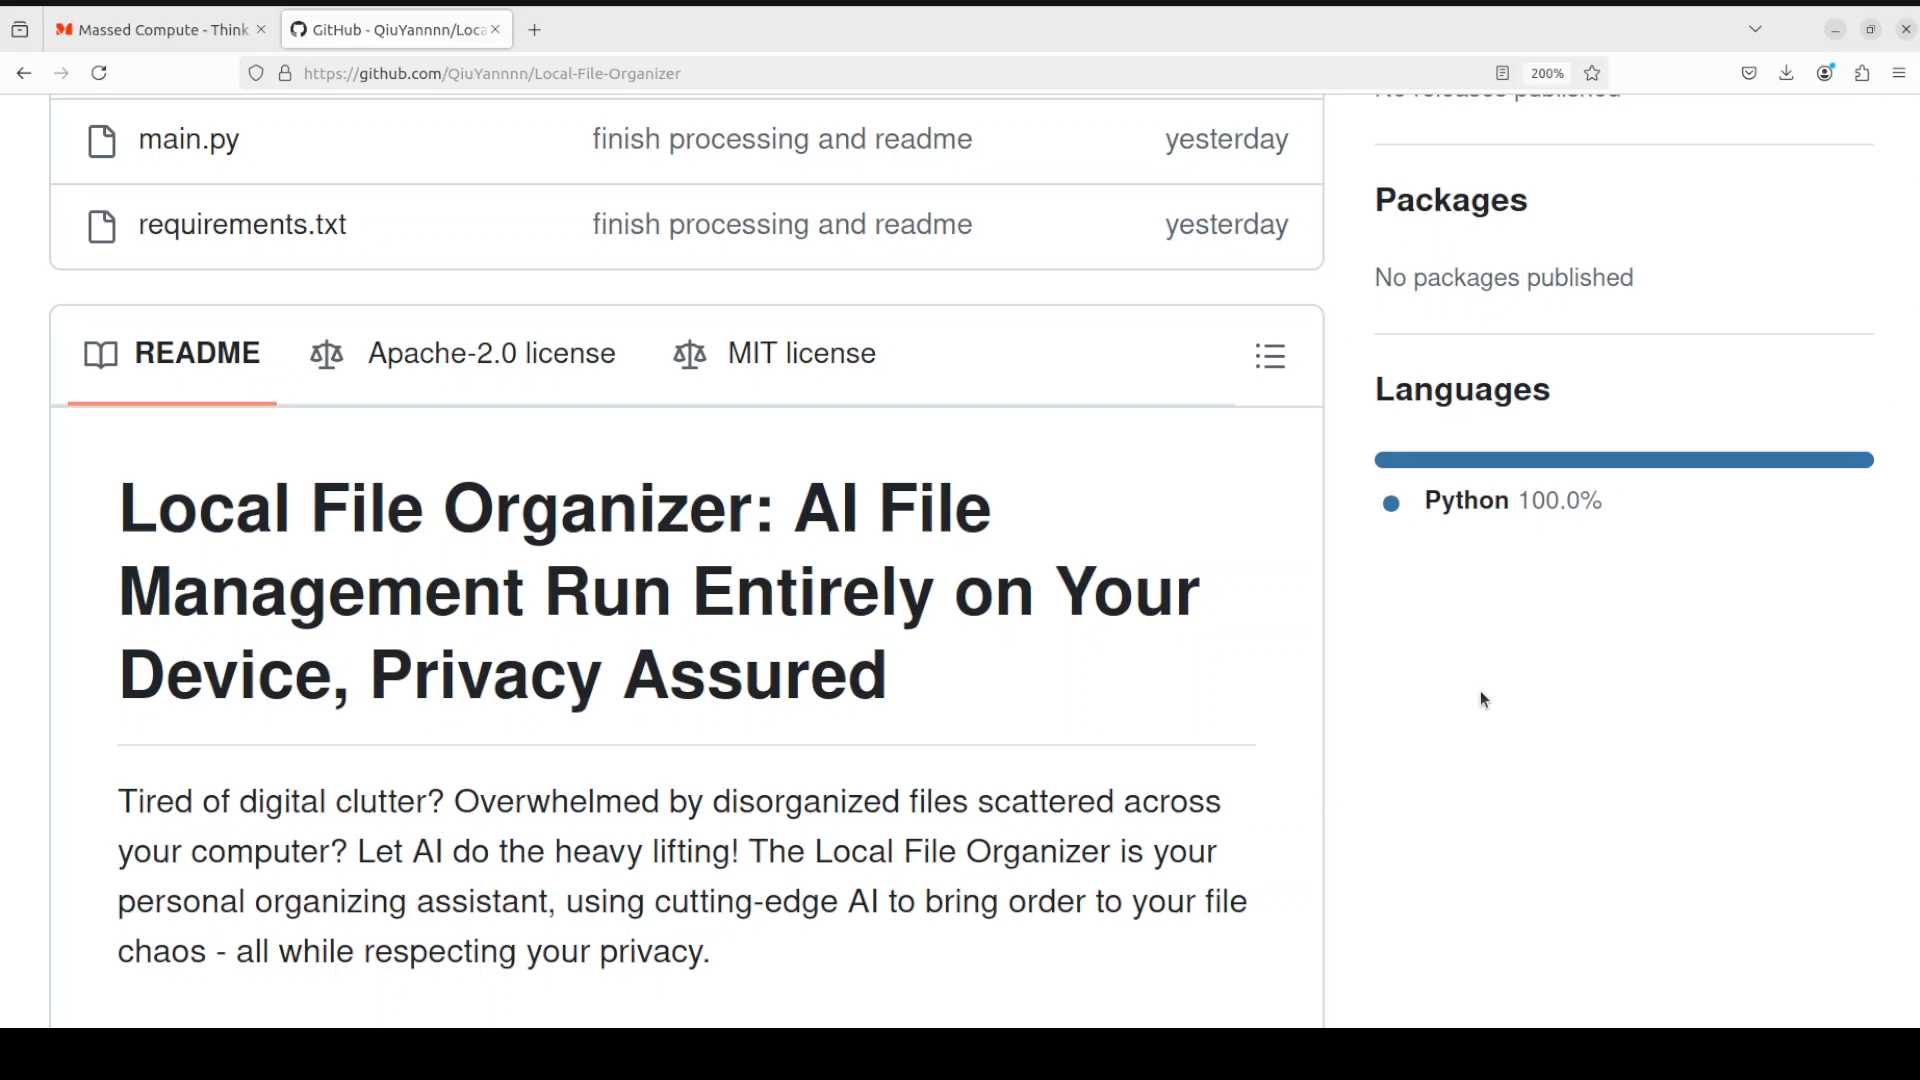 Massed Compute - Think
GitHub - QiuYannnn/Loca
https://github.com/QiuYannnn/Local-File-Organizer
200%
No releases published
main.py finish processing and readme yesterday
requirements.txt finish processing and readme yesterday
Packages
No packages published
README Apache-2.0 license MIT license
Languages
Python 100.0%
Local File Organizer: AI File
Management Run Entirely on Your
Device, Privacy Assured
Tired of digital clutter? Overwhelmed by disorganized files scattered across
your computer? Let AI do the heavy lifting! The Local File Organizer is your
personal organizing assistant, using cutting-edge AI to bring order to your file
chaos - all while respecting your privacy.